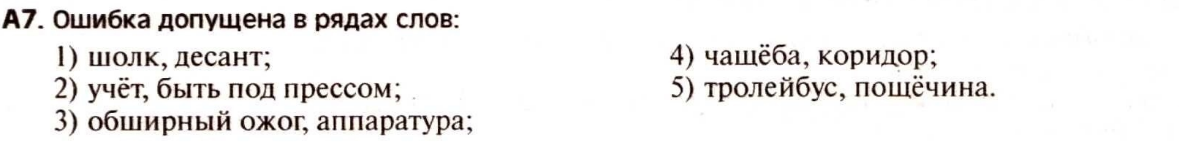 А7. Ошибка допущена в рядах слов:
1) шолк, десант;
2) учёт, быть под прессом;
3) обширный ожог, аппаратура;
4) чащёба, коридор;
5) тролейбус, пощёчина.